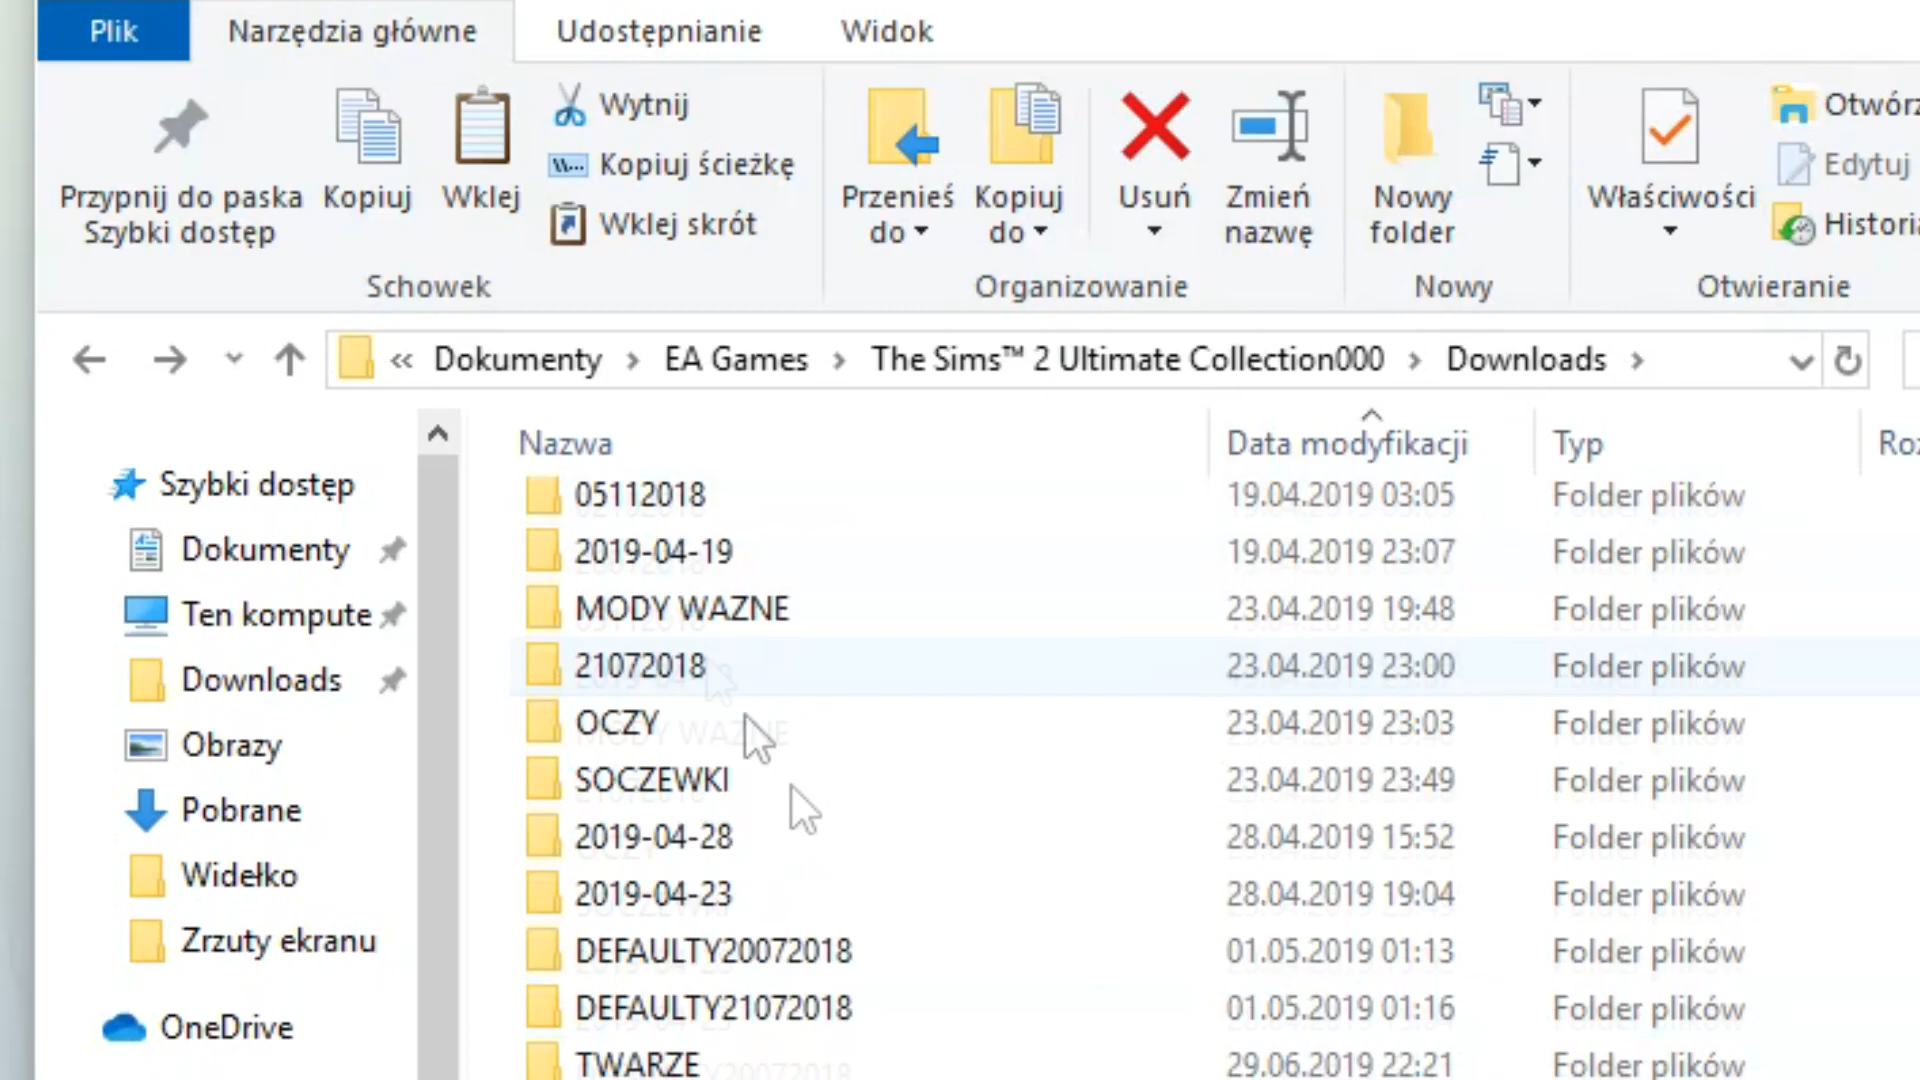 Plik Narzędzia główne Udostępnianie Widok
Przypnij do paska
Szybki dostęp
Kopiuj
Wklej
Wytnij
Kopiuj ścieżkę
Wklej skrót
Schowek
Przenieś
do
Kopiuj
do
Usuń
Zmień
nazwę
Organizowanie
Nowy
folder
Nowy
Właściwości
Otwórz
Edytuj
Historia
Otwieranie
« Dokumenty > EA Games > The Sims™ 2 Ultimate Collection000 > Downloads >
Szybki dostęp
Dokumenty
Ten kompute
Downloads
Obrazy
Pobrane
Widełko
Zrzuty ekranu
OneDrive
Nazwa Data modyfikacji Typ Roz
05112018 19.04.2019 03:05 Folder plików
2019-04-19 19.04.2019 23:07 Folder plików
MODY WAZNE 23.04.2019 19:48 Folder plików
21072018 23.04.2019 23:00 Folder plików
OCZY 23.04.2019 23:03 Folder plików
SOCZEWKI 23.04.2019 23:49 Folder plików
2019-04-28 28.04.2019 15:52 Folder plików
2019-04-23 28.04.2019 19:04 Folder plików
DEFAULTY20072018 01.05.2019 01:13 Folder plików
DEFAULTY21072018 01.05.2019 01:16 Folder plików
TWARZE 29.06.2019 22:21 Folder plików